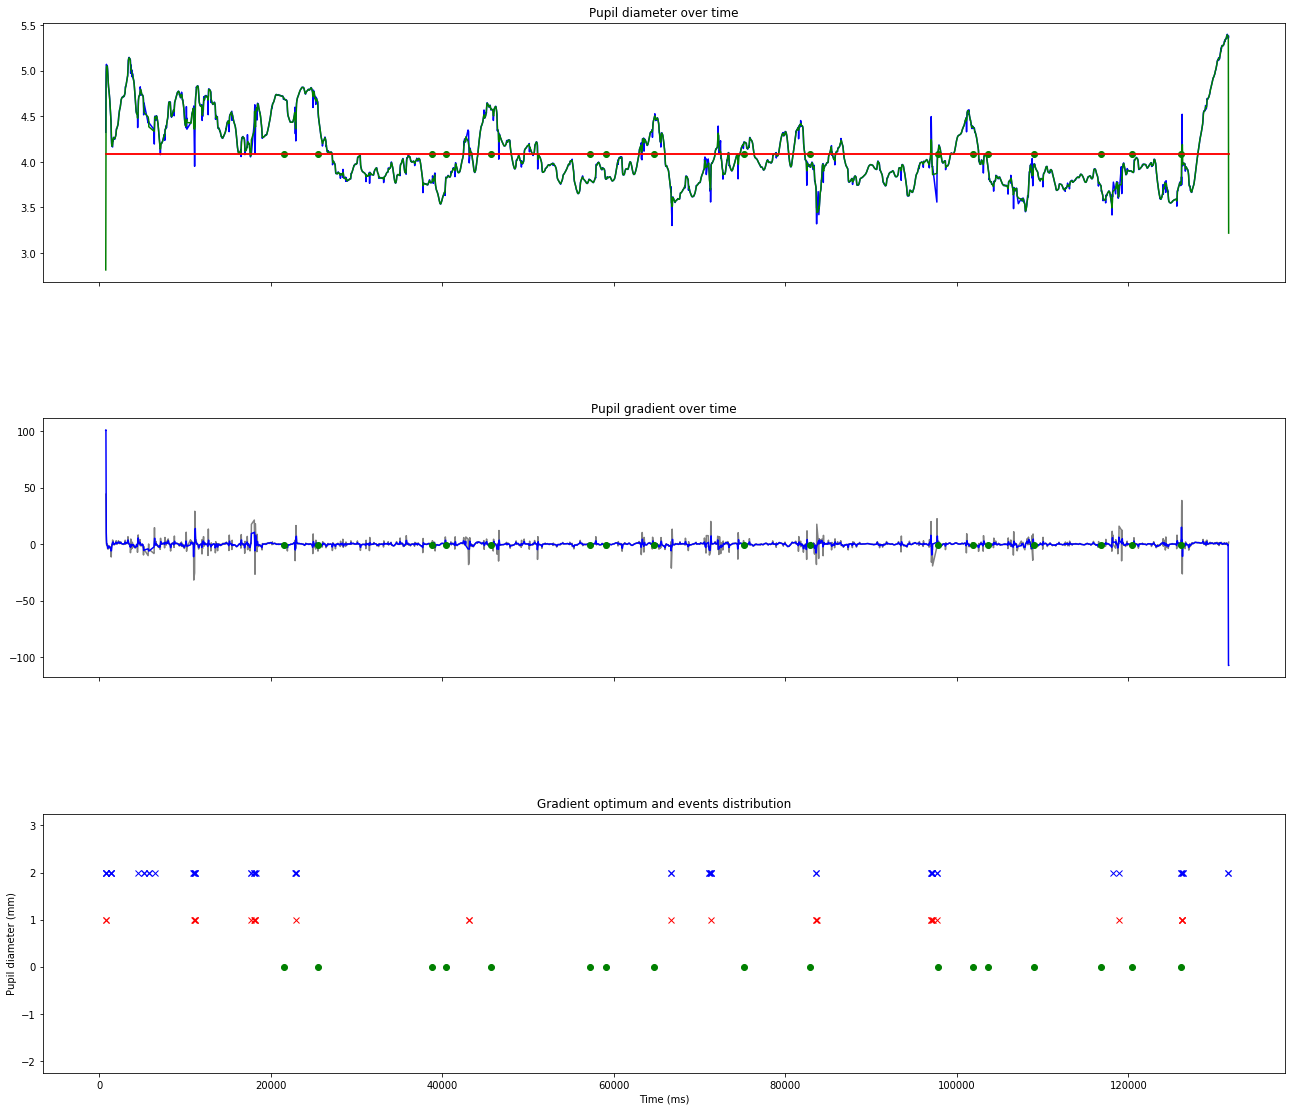 Pupil diameter over time
5.5
5.0
4.5
4.0
3.5
3.0
Pupil gradient over time
100
50
0
−50
−100
Gradient optimum and events distribution
3
2
1
0
−1
−2
Pupil diameter (mm)
0 20000 40000 60000 80000 100000 120000
Time (ms)